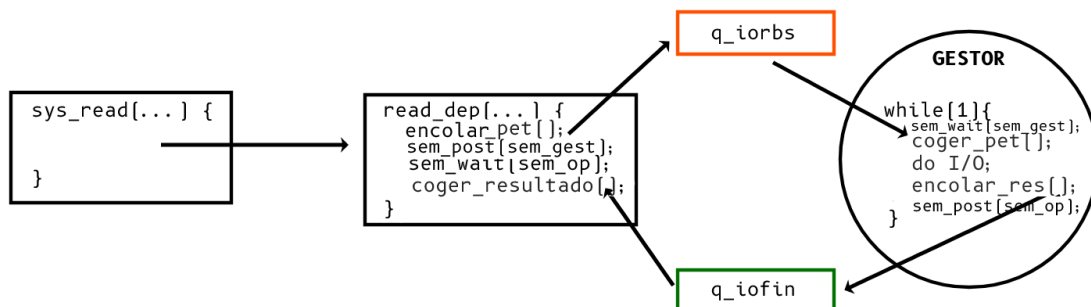 sys_read[...] {
}
read_dep[...] {
encolar_pet[];
sem_post[sem_gest];
sem_wait[sem_op];
coger_resultado[];
}
q_iorbs
q_iofin
GESTOR
while[1]{
sem_wait[sem_gest];
coger_pet[];
do I/O;
encolar_res[];
sem_post[sem_op];
}